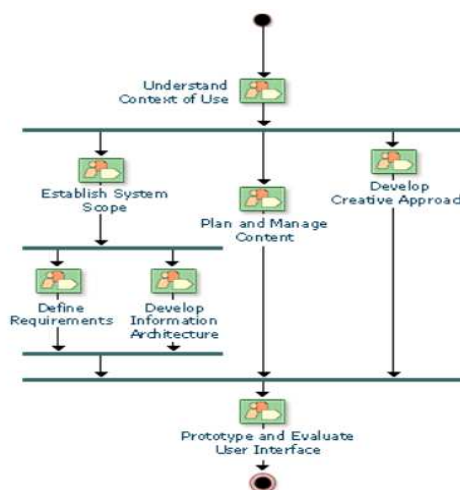 Understand
Context of Use
Establish System
Scope
Plan and Manage
Content
Develop
Creative Approac
Define
Requirements
Develop
Information
Architecture
Prototype and Evaluate
User Interface